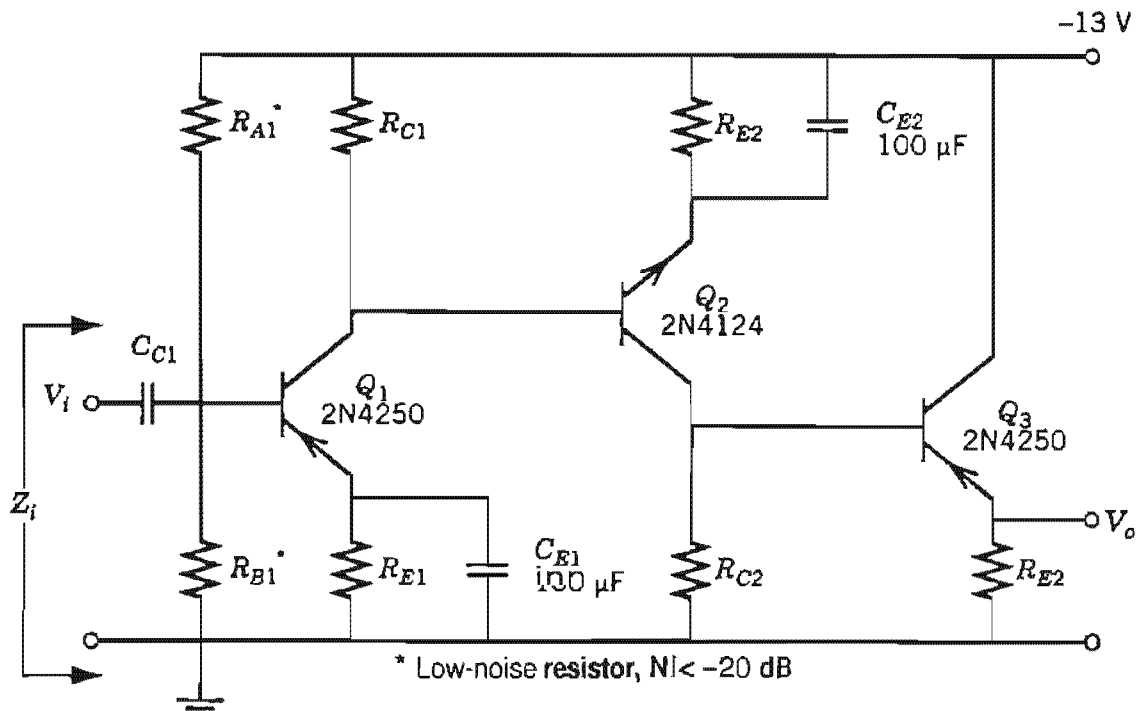 −13 V
R_A1*
R_C1
R_E2
C_E2
100 µF
Q_2
2N4124
C_C1
V_i
Q_1
2N4250
Q_3
2N4250
Z_i
V_o
R_B1*
R_E1
C_E1
100 µF
R_C2
R_E2
* Low-noise resistor, NI< −20 dB